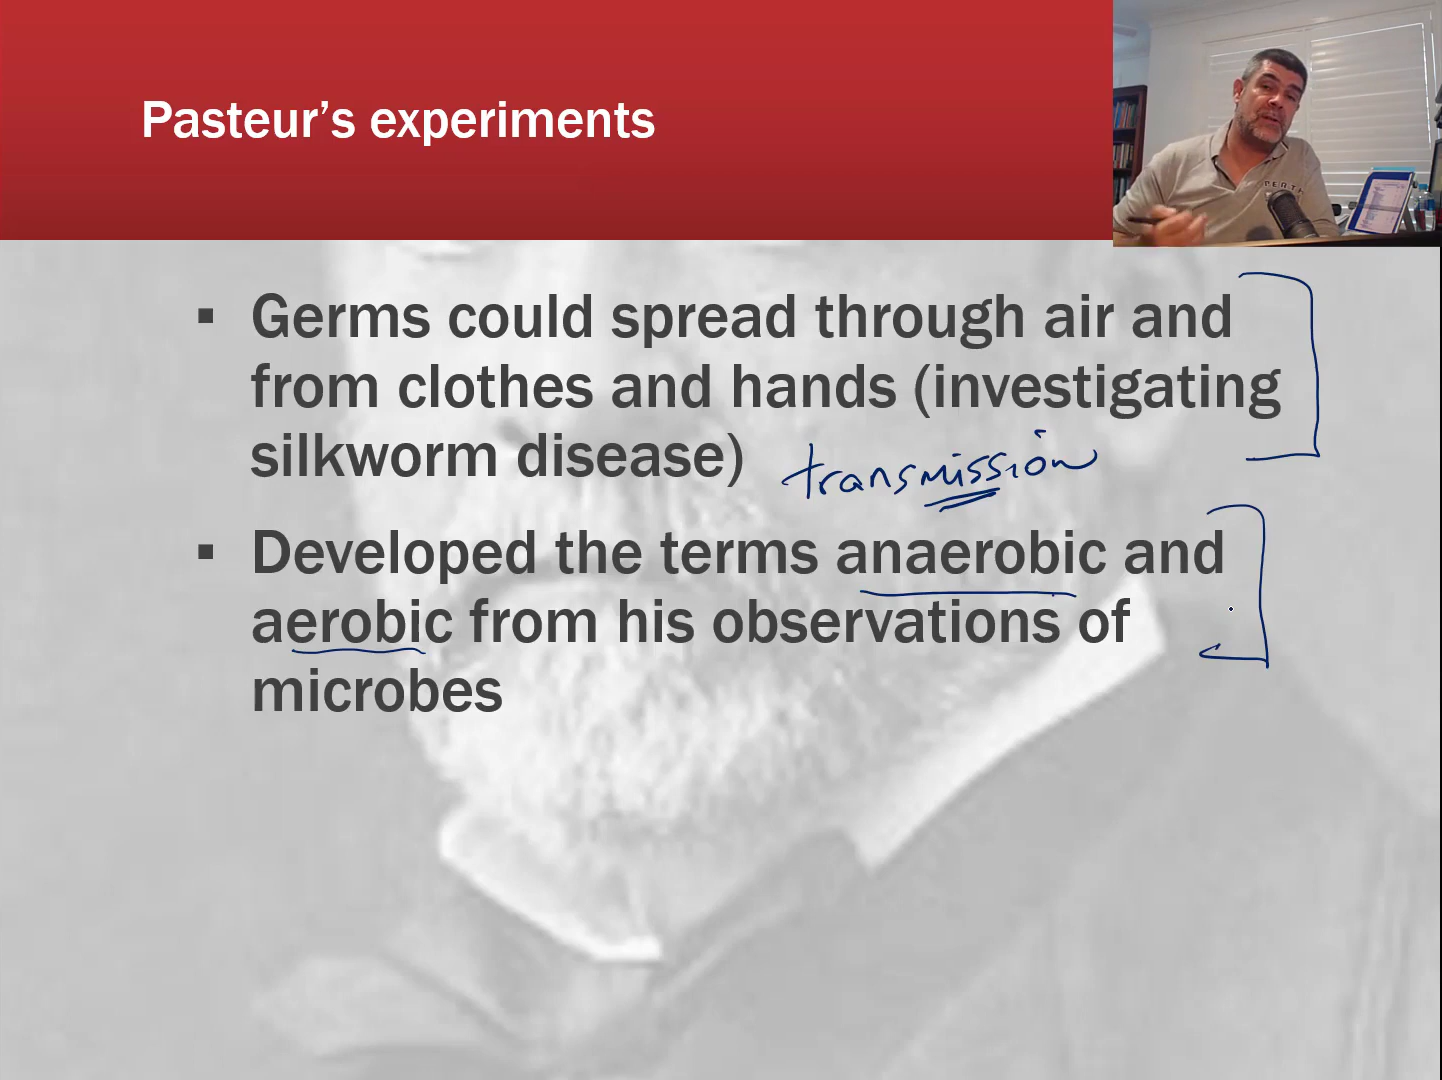 Pasteur's experiments
PERTH
▪ Germs could spread through air and
from clothes and hands (investigating
silkworm disease) transmission
▪ Developed the terms anaerobic and
aerobic from his observations of
microbes